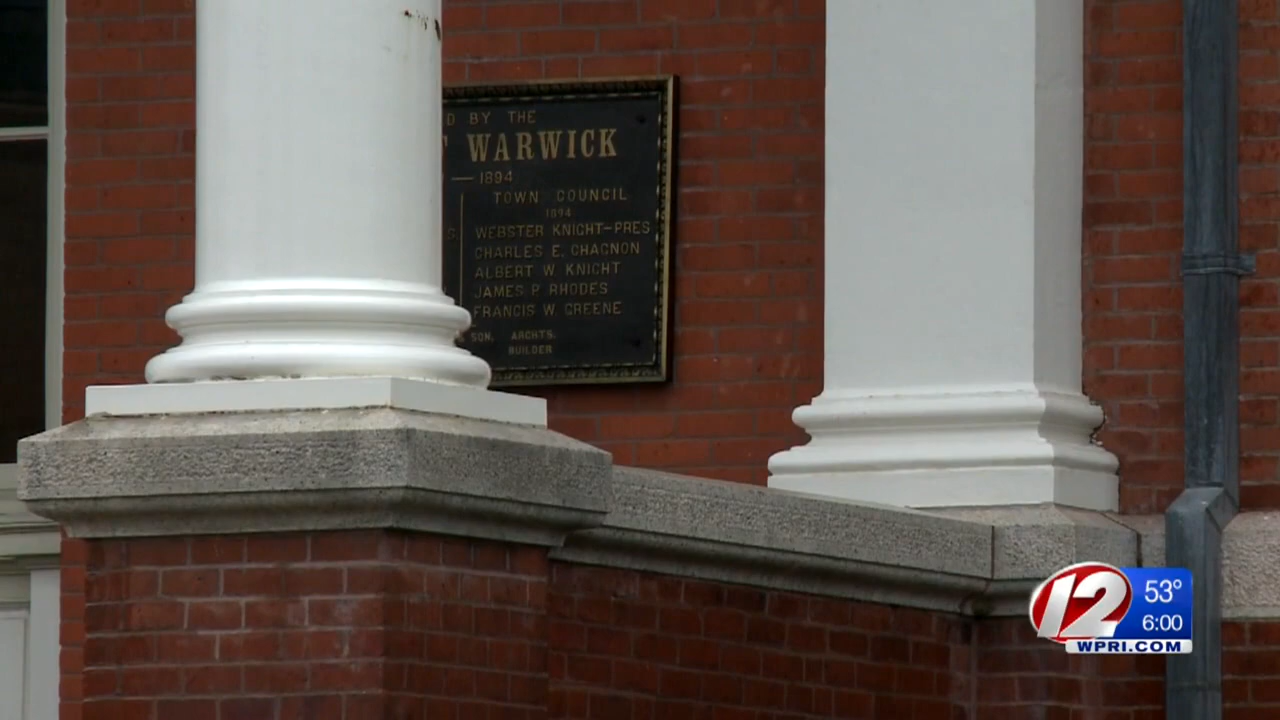 D BY THE
WARWICK
— 1894
TOWN COUNCIL
1894
S WEBSTER KNIGHT-PRES
CHARLES E. CHAGNON
ALBERT W. KNIGHT
JAMES P. RHODES
FRANCIS W. GREENE
SON, ARCHTS.
BUILDER
12
53°
6:00
WPRI.COM